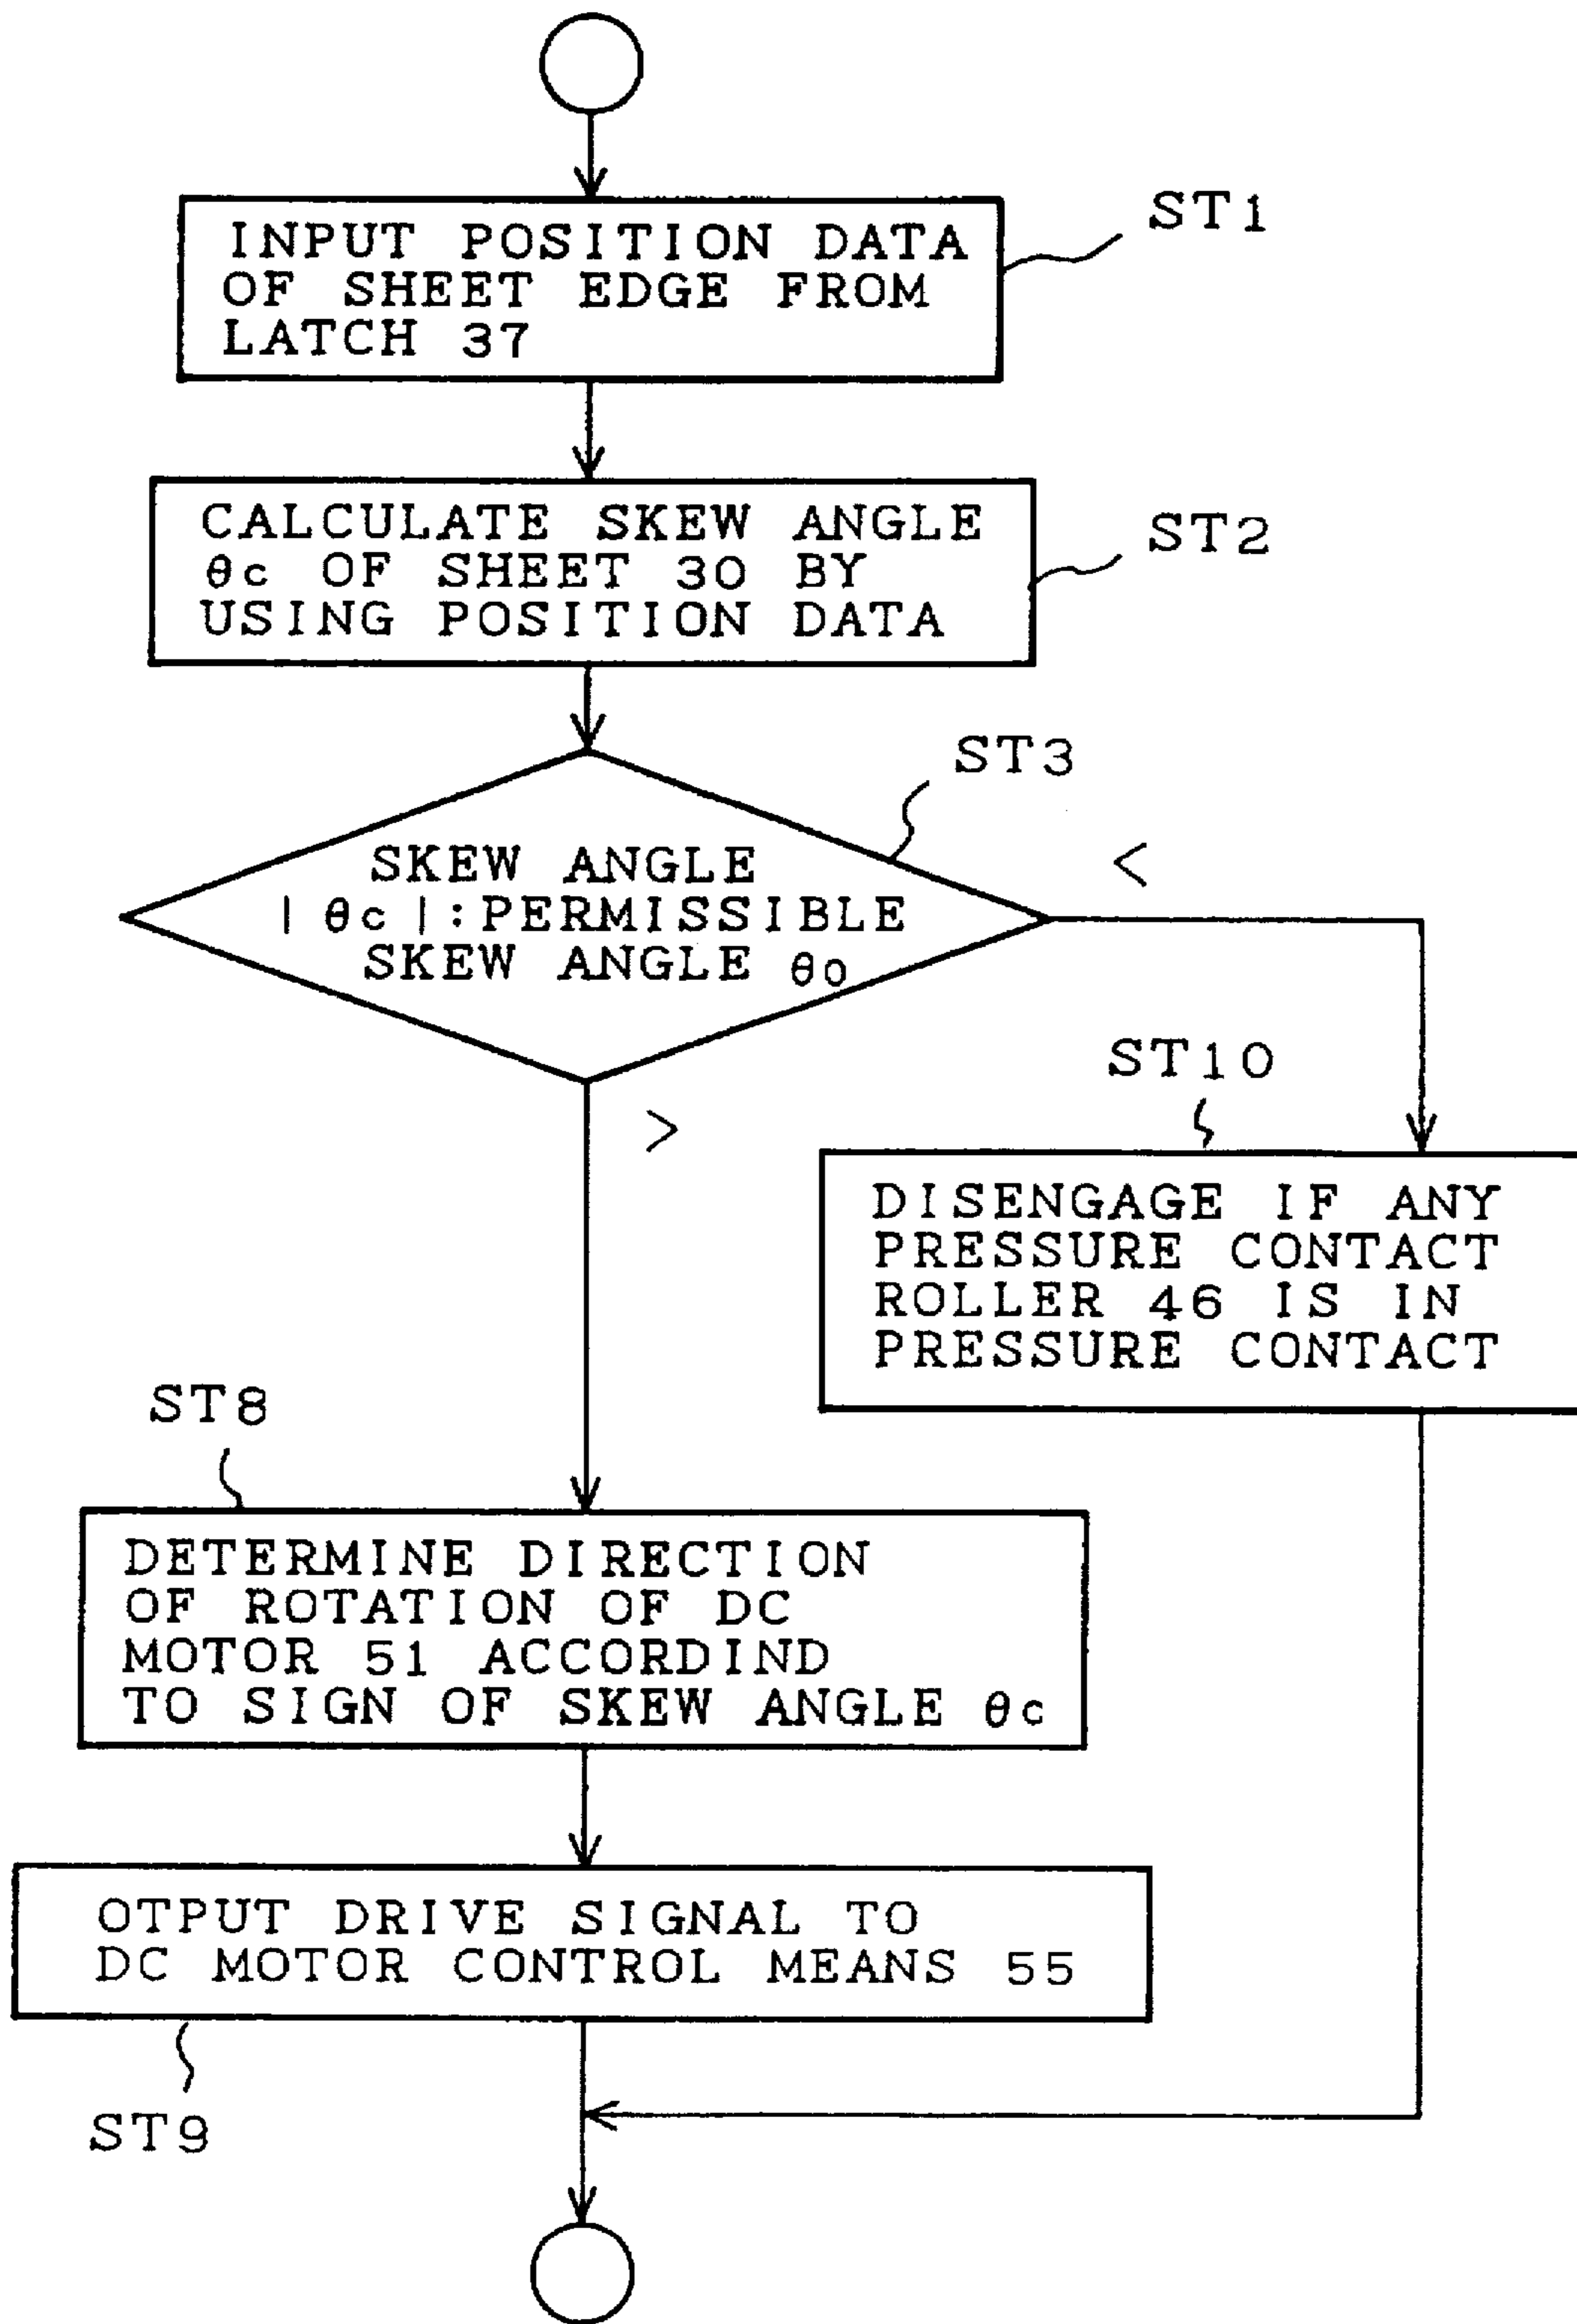 INPUT POSITION DATA
OF SHEET EDGE FROM
LATCH 37
ST1
CALCULATE SKEW ANGLE
θc OF SHEET 30 BY
USING POSITION DATA
ST2
ST3
SKEW ANGLE
| θc | : PERMISSIBLE
SKEW ANGLE θo
<
>
ST10
DISENGAGE IF ANY
PRESSURE CONTACT
ROLLER 46 IS IN
PRESSURE CONTACT
ST8
DETERMINE DIRECTION
OF ROTATION OF DC
MOTOR 51 ACCORDIND
TO SIGN OF SKEW ANGLE θc
OTPUT DRIVE SIGNAL TO
DC MOTOR CONTROL MEANS 55
ST9